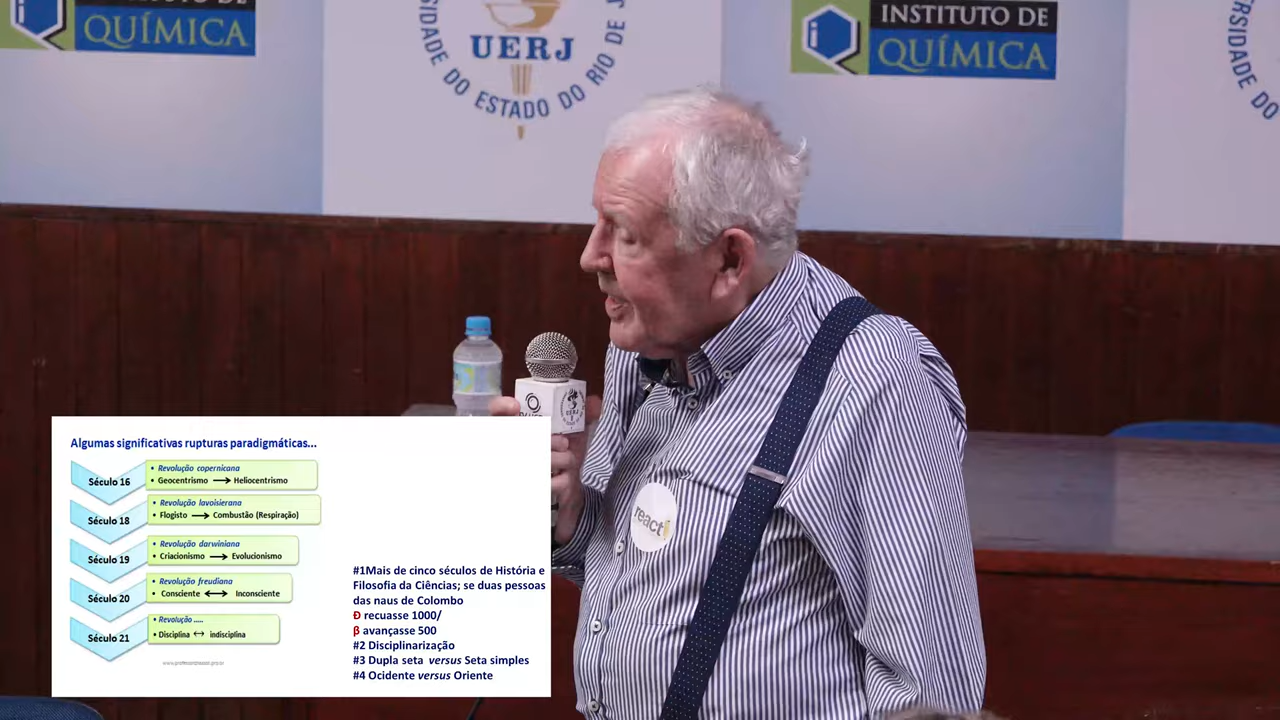 INSTITUTO DE
QUÍMICA
UERJ
SIDADE DO ESTADO DO RIO DE J
INSTITUTO DE
QUÍMICA
UERJ
reacti
Algumas significativas rupturas paradigmáticas...
Século 16
• Revolução copernicana
• Geocentrismo → Heliocentrismo
Século 18
• Revolução lavoisierana
• Flogisto → Combustão (Respiração)
Século 19
• Revolução darwiniana
• Criacionismo → Evolucionismo
Século 20
• Revolução freudiana
• Consciente ↔ Inconsciente
Século 21
• Revolução .....
• Disciplina ↔ indisciplina
#1Mais de cinco séculos de História e
Filosofia da Ciências; se duas pessoas
das naus de Colombo
Đ recuasse 1000/
β avançasse 500
#2 Disciplinarização
#3 Dupla seta versus Seta simples
#4 Ocidente versus Oriente